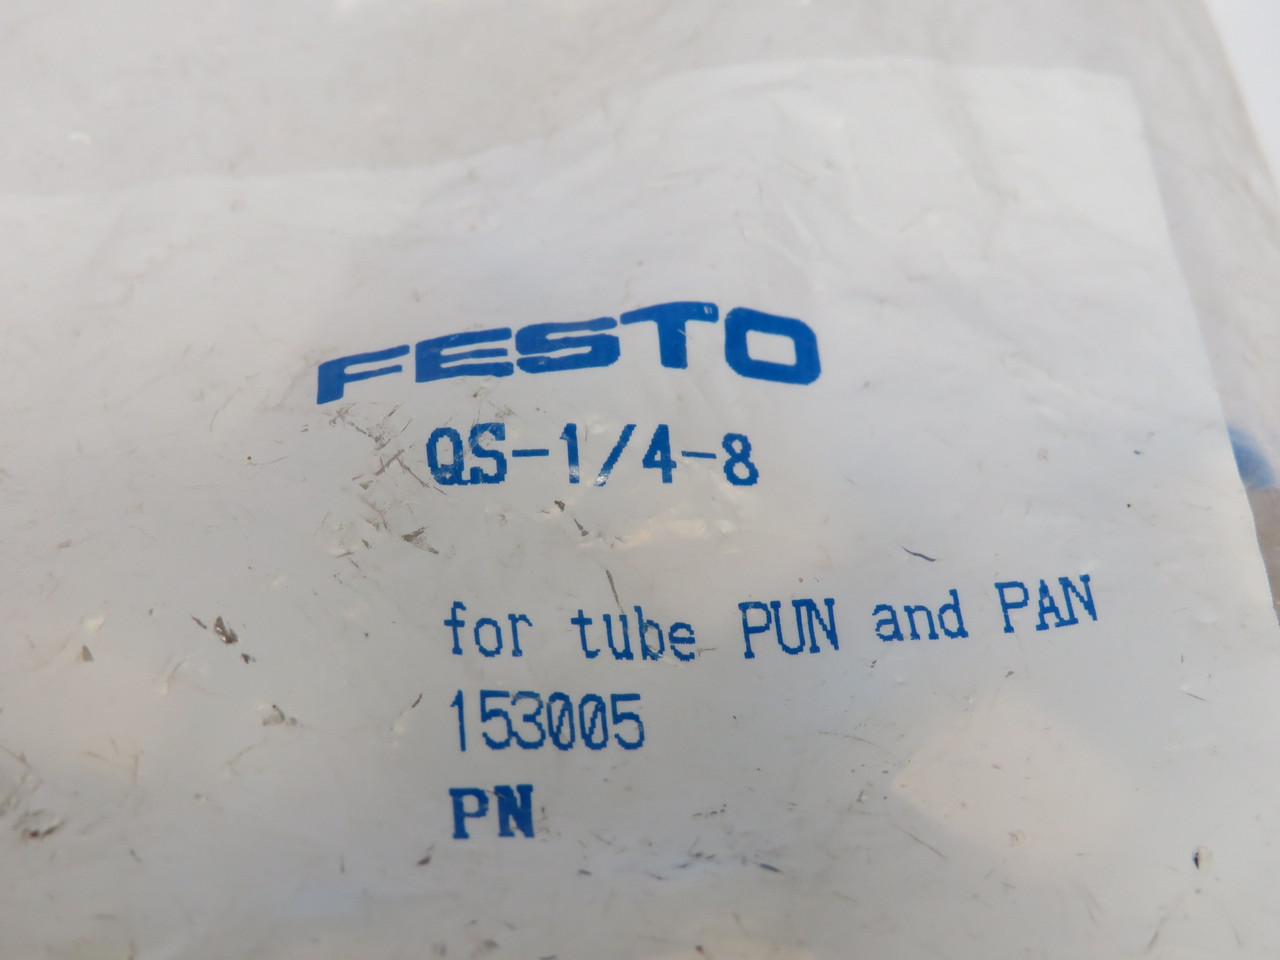 FESTO
QS-1/4-8
for tube PUN and PAN
153005
PN